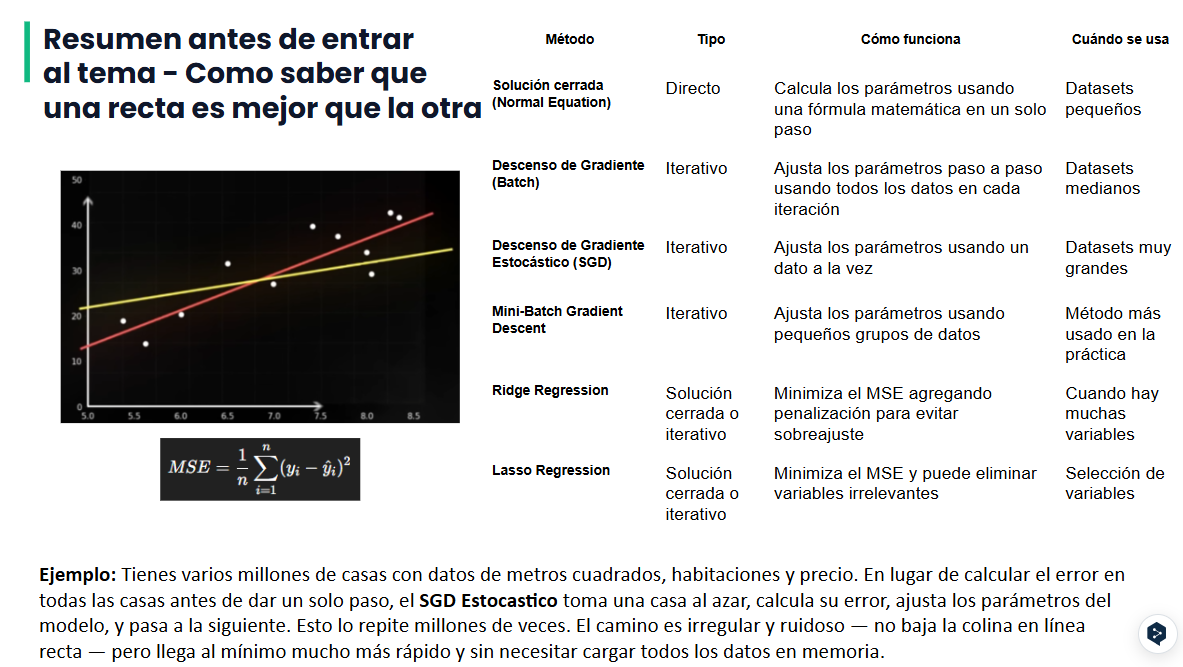 Resumen antes de entrar
al tema - Como saber que
una recta es mejor que la otra
Método Tipo Cómo funciona Cuándo se usa
Solución cerrada
(Normal Equation)
Directo
Calcula los parámetros usando
una fórmula matemática en un solo
paso
Datasets
pequeños
Descenso de Gradiente
(Batch)
Iterativo
Ajusta los parámetros paso a paso
usando todos los datos en cada
iteración
Datasets
medianos
Descenso de Gradiente
Estocástico (SGD)
Iterativo
Ajusta los parámetros usando un
dato a la vez
Datasets muy
grandes
Mini-Batch Gradient
Descent
Iterativo
Ajusta los parámetros usando
pequeños grupos de datos
Método más
usado en la
práctica
Ridge Regression
Solución
cerrada o
iterativo
Minimiza el MSE agregando
penalización para evitar
sobreajuste
Cuando hay
muchas
variables
Lasso Regression
Solución
cerrada o
iterativo
Minimiza el MSE y puede eliminar
variables irrelevantes
Selección de
variables
50
40
30
20
10
0
5.0 5.5 6.0 6.5 7.0 7.5 8.0 8.5
MSE = \frac{1}{n} \sum_{i=1}^{n} (y_i − ŷ_i)^2
Ejemplo: Tienes varios millones de casas con datos de metros cuadrados, habitaciones y precio. En lugar de calcular el error en
todas las casas antes de dar un solo paso, el SGD Estocastico toma una casa al azar, calcula su error, ajusta los parámetros del
modelo, y pasa a la siguiente. Esto lo repite millones de veces. El camino es irregular y ruidoso — no baja la colina en línea
recta — pero llega al mínimo mucho más rápido y sin necesitar cargar todos los datos en memoria.